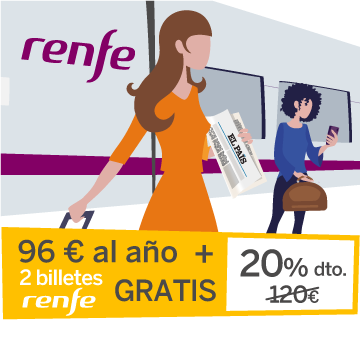 renfe
EL PAÍS
96 € al año +
2 billetes
renfe
GRATIS
20% dto.
120€